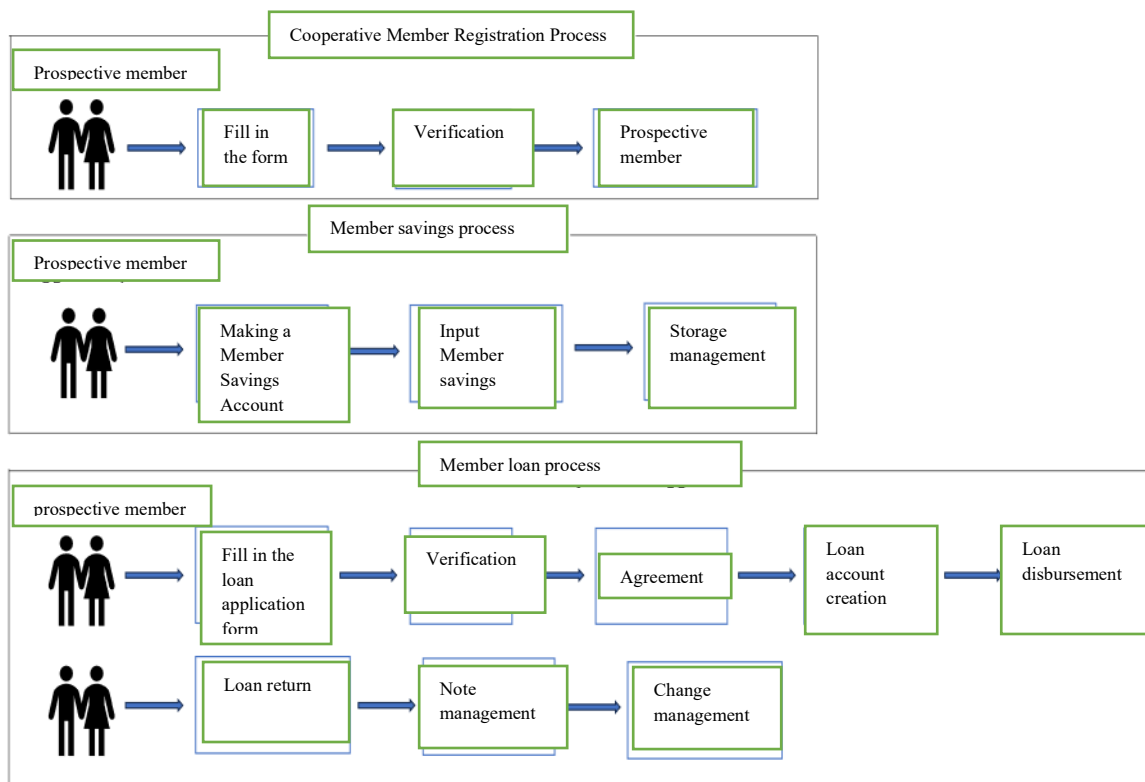 Cooperative Member Registration Process
Prospective member
Fill in
the form
Verification
Prospective
member
Member savings process
Prospective member
Making a
Member
Savings
Account
Input
Member
savings
Storage
management
Member loan process
prospective member
Fill in the
loan
application
form
Verification
Agreement
Loan
account
creation
Loan
disbursement
Loan return
Note
management
Change
management